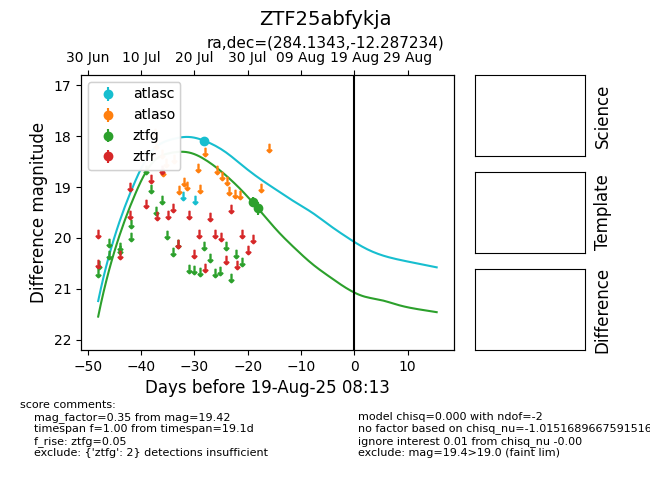 ZTF25abfykja
ra,dec=(284.1343,-12.287234)
30 Jun 10 Jul 20 Jul 30 Jul 09 Aug 19 Aug 29 Aug
17
18
19
20
21
22
Difference magnitude
atlasc
atlaso
ztfg
ztfr
−50 −40 −30 −20 −10 0 10
Days before 19-Aug-25 08:13
Science
Template
Difference
score comments:
mag_factor=0.35 from mag=19.42
timespan f=1.00 from timespan=19.1d
f_rise: ztfg=0.05
exclude: {'ztfg': 2} detections insufficient
model chisq=0.000 with ndof=-2
no factor based on chisq_nu=-1.0151689667591516
ignore interest 0.01 from chisq_nu -0.00
exclude: mag=19.4>19.0 (faint lim)